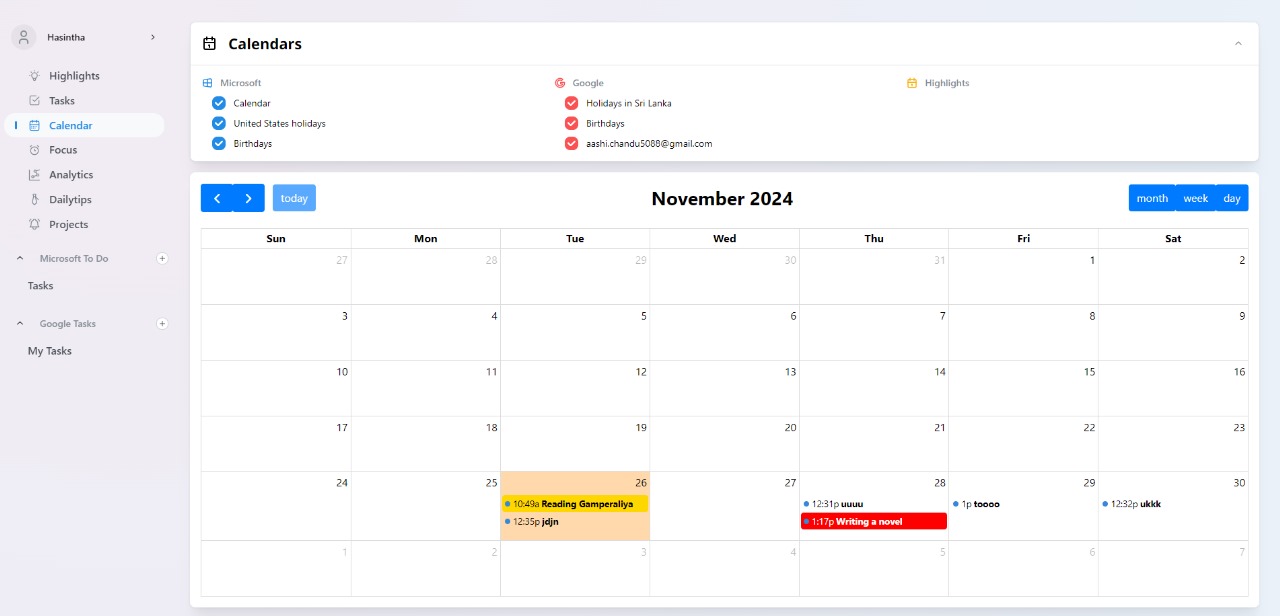 Hasintha
Highlights
Tasks
Calendar
Focus
Analytics
Dailytips
Projects
Microsoft To Do
Tasks
Google Tasks
My Tasks
Calendars
Microsoft
Calendar
United States holidays
Birthdays
Google
Holidays in Sri Lanka
Birthdays
aashi.chandu5088@gmail.com
Highlights
today
November 2024
month week day
Sun Mon Tue Wed Thu Fri Sat
27 28 29 30 31 1 2
3 4 5 6 7 8 9
10 11 12 13 14 15 16
17 18 19 20 21 22 23
24 25 26 27 28 29 30
10:49a Reading Gamperaliya 12:31p uuuu 1p toooo 12:32p ukkk
12:35p jdjn 1:17p Writing a novel
1 2 3 4 5 6 7